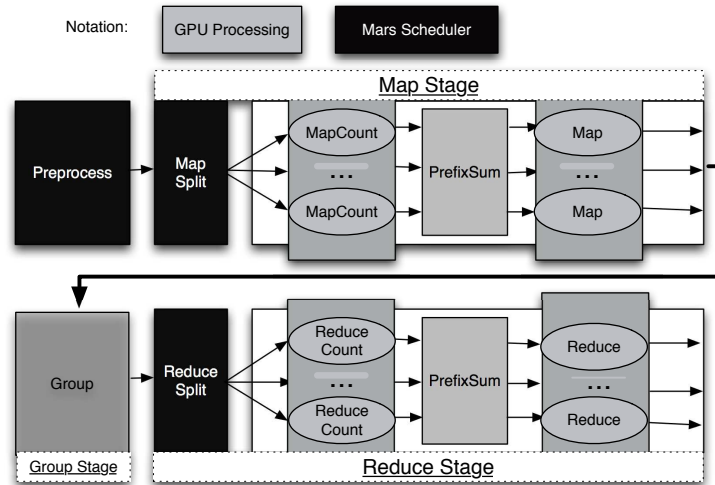 Notation:
GPU Processing
Mars Scheduler
Map Stage
Preprocess
Map
Split
MapCount
...
MapCount
PrefixSum
Map
...
Map
Group
Group Stage
Reduce
Split
Reduce
Count
...
Reduce
Count
PrefixSum
Reduce
...
Reduce
Reduce Stage